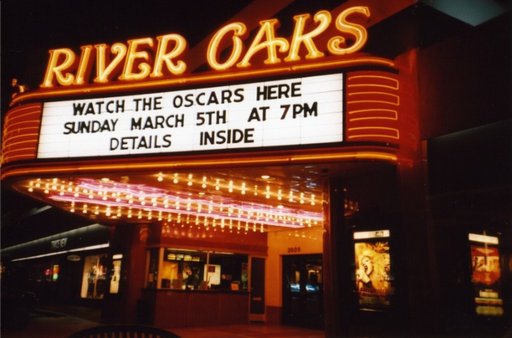 RIVER OAKS
WATCH THE OSCARS HERE
SUNDAY MARCH 5TH AT 7PM
DETAILS INSIDE